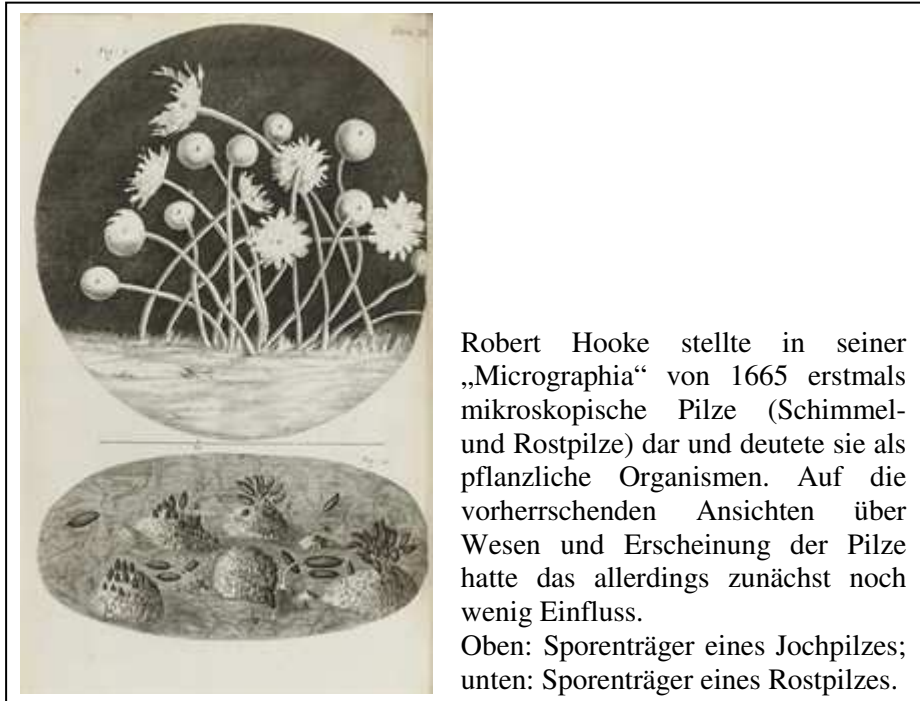 Robert Hooke stellte in seiner
„Micrographia“ von 1665 erstmals
mikroskopische Pilze (Schimmel-
und Rostpilze) dar und deutete sie als
pflanzliche Organismen. Auf die
vorherrschenden Ansichten über
Wesen und Erscheinung der Pilze
hatte das allerdings zunächst noch
wenig Einfluss.
Oben: Sporenträger eines Jochpilzes;
unten: Sporenträger eines Rostpilzes.